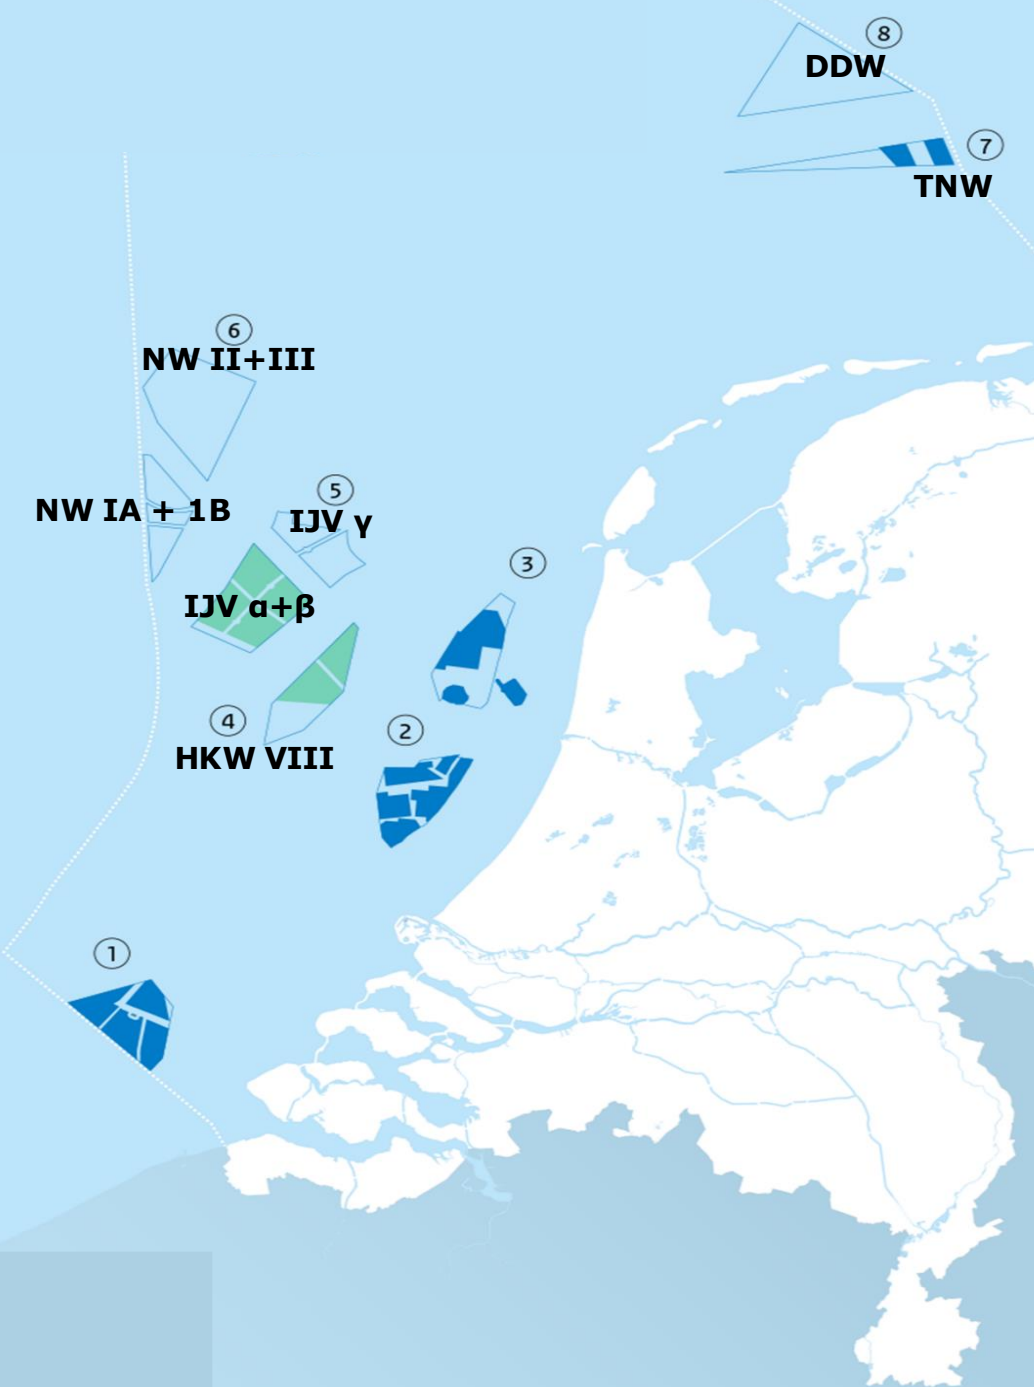 8
DDW
7
TNW
6
NW II+III
5
NW IA + 1B
IJV γ
3
IJV α+β
4
2
HKW VIII
1